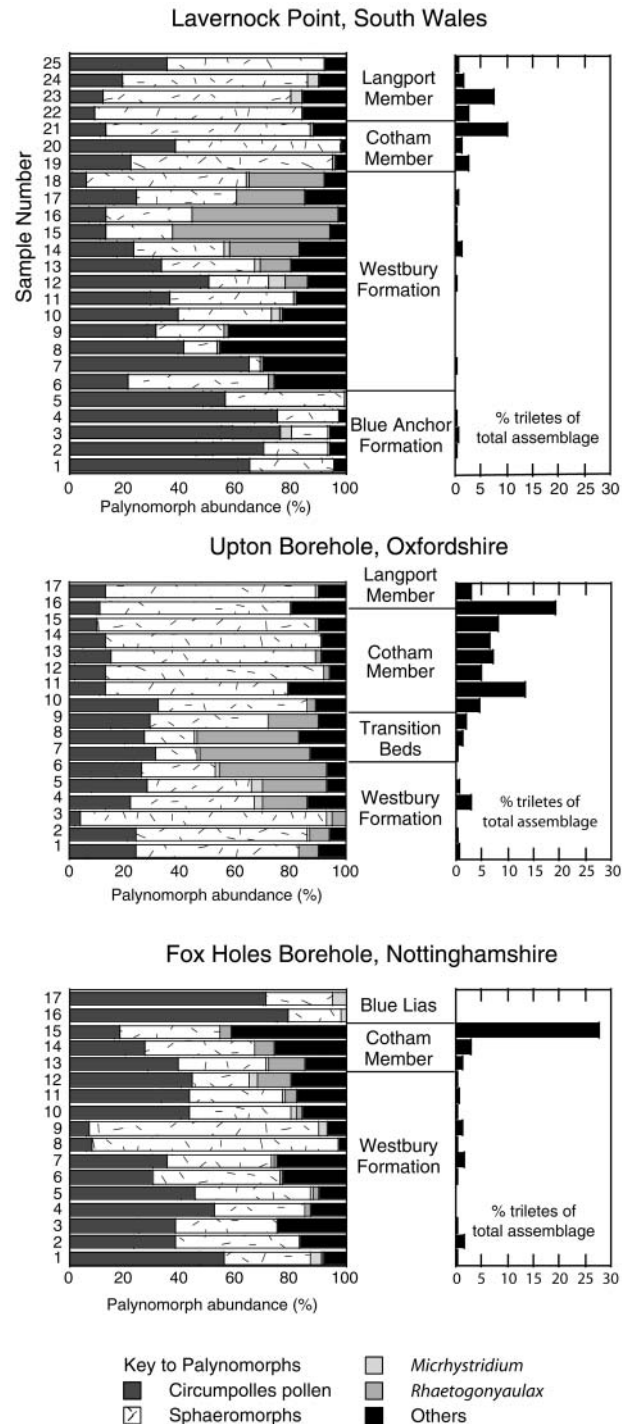 Lavernock Point, South Wales
25
24
23
22
21
20
19
18
17
16
15
14
13
12
11
10
9
8
7
6
5
4
3
2
1
Sample Number
0 20 40 60 80 100
Palynomorph abundance (%)
Langport
Member
Cotham
Member
Westbury
Formation
Blue Anchor
Formation
% triletes of
total assemblage
0 5 10 15 20 25 30
Upton Borehole, Oxfordshire
17
16
15
14
13
12
11
10
9
8
7
6
5
4
3
2
1
0 20 40 60 80 100
Palynomorph abundance (%)
Langport
Member
Cotham
Member
Transition
Beds
Westbury
Formation
% triletes of
total assemblage
0 5 10 15 20 25 30
Fox Holes Borehole, Nottinghamshire
17
16
15
14
13
12
11
10
9
8
7
6
5
4
3
2
1
0 20 40 60 80 100
Palynomorph abundance (%)
Blue Lias
Cotham
Member
Westbury
Formation
% triletes of
total assemblage
0 5 10 15 20 25 30
Key to Palynomorphs
Circumpolles pollen
Sphaeromorphs
Micrhystridium
Rhaetogonyaulax
Others